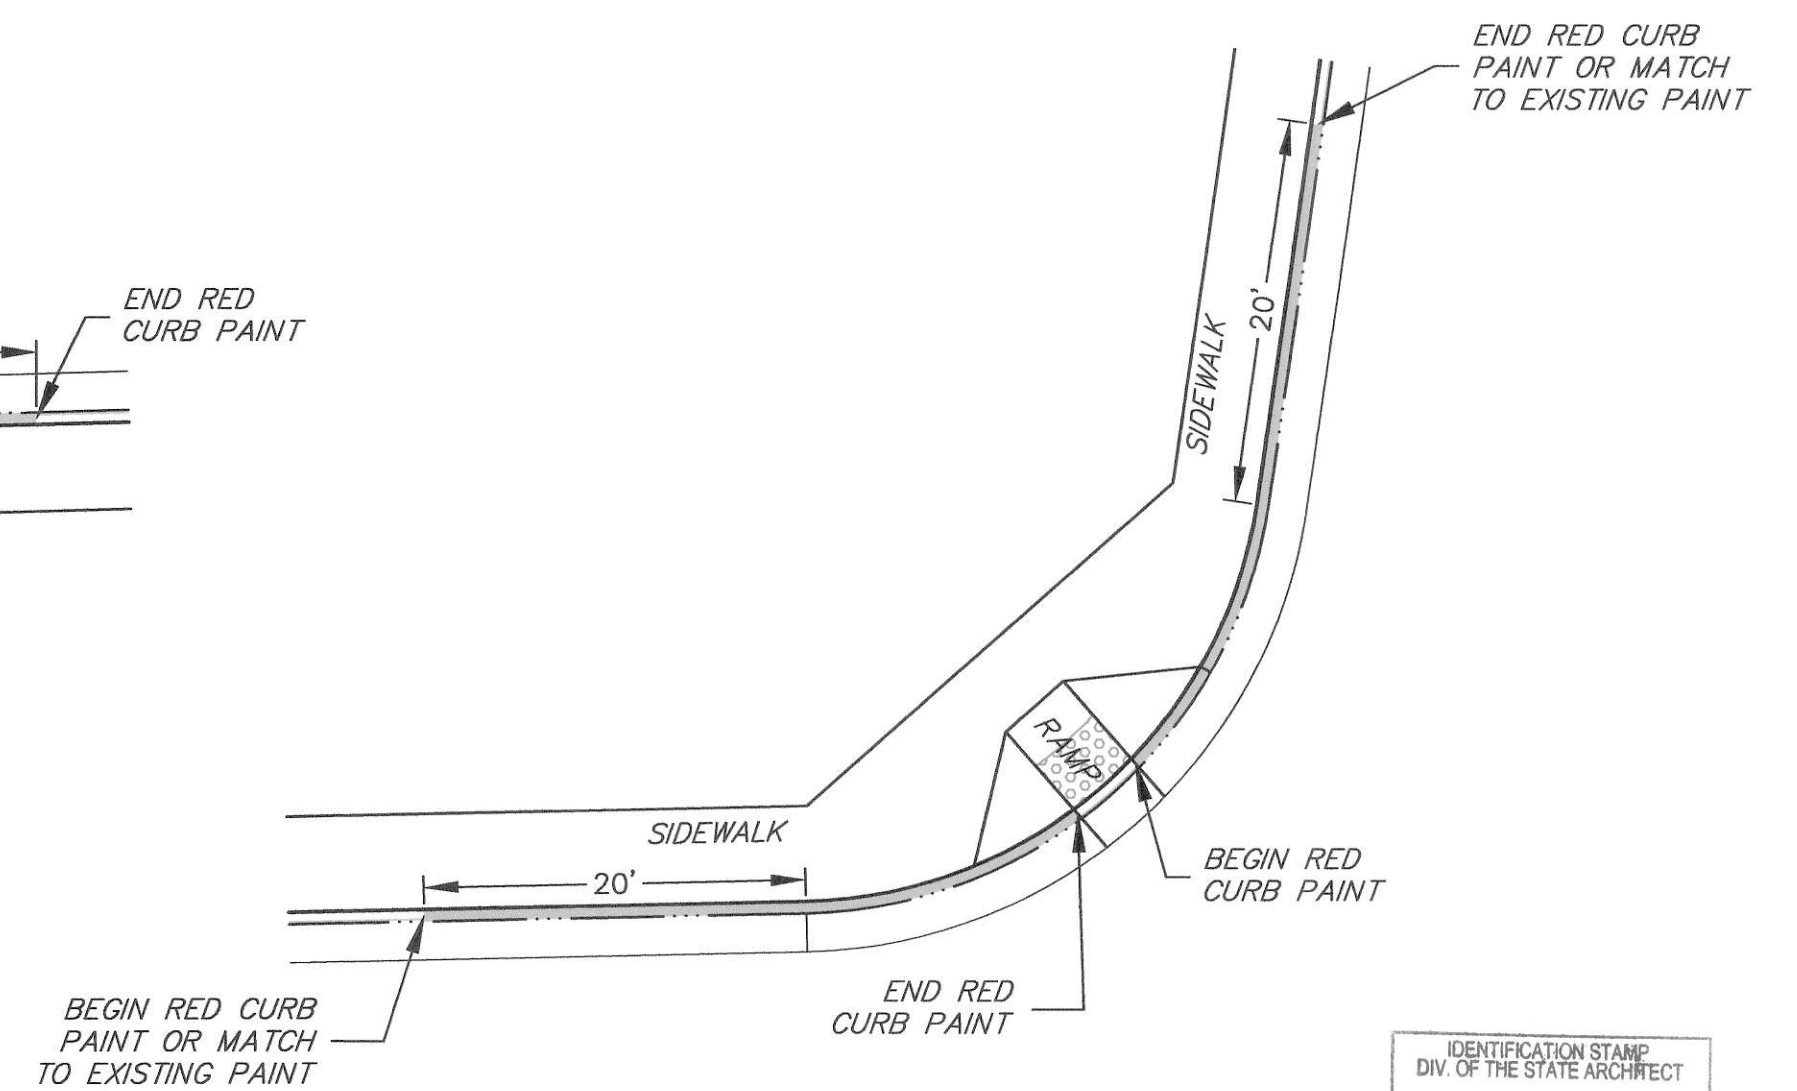 END RED CURB
PAINT OR MATCH
TO EXISTING PAINT
END RED
CURB PAINT
20'
SIDEWALK
RAMP
SIDEWALK
20'
BEGIN RED
CURB PAINT
END RED
CURB PAINT
BEGIN RED CURB
PAINT OR MATCH
TO EXISTING PAINT
IDENTIFICATION STAMP
DIV. OF THE STATE ARCHITECT